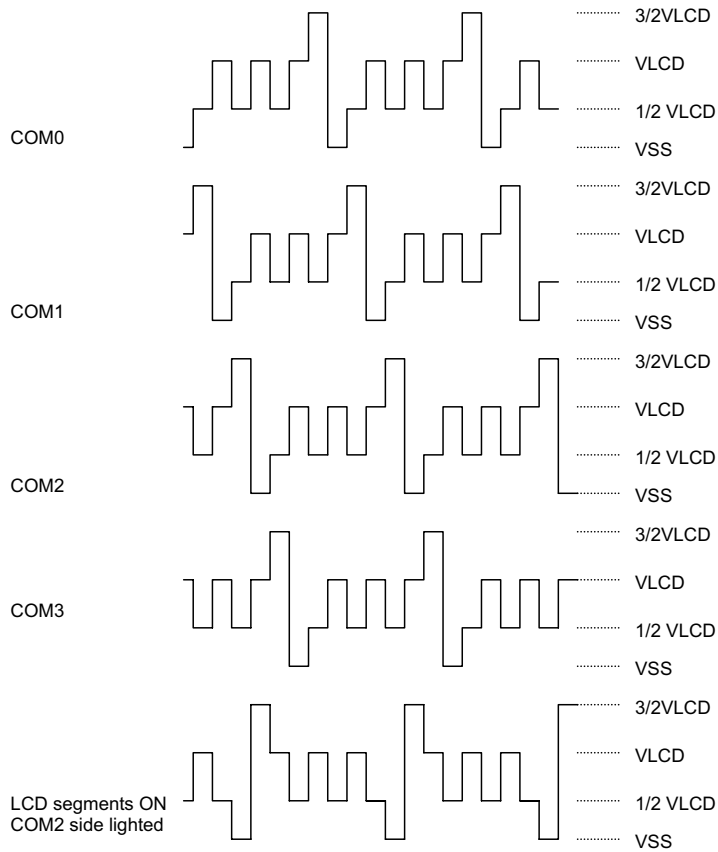 3/2VLCD
VLCD
1/2 VLCD
COM0
VSS
3/2VLCD
VLCD
1/2 VLCD
COM1
VSS
3/2VLCD
VLCD
1/2 VLCD
COM2
VSS
3/2VLCD
VLCD
COM3
1/2 VLCD
VSS
3/2VLCD
VLCD
LCD segments ON
1/2 VLCD
COM2 side lighted
VSS